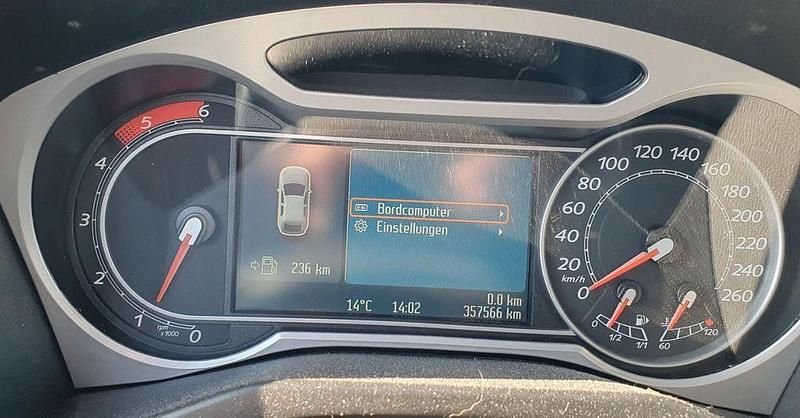 6
5
4
3
2
1
0
rpm
x1000
Bordcomputer
Einstellungen
236 km
14°C 14:02
0.0 km
357566 km
0
20
40
60
80
100
120
140
160
180
200
220
240
260
km/h
0 1/2 1/1
60 120